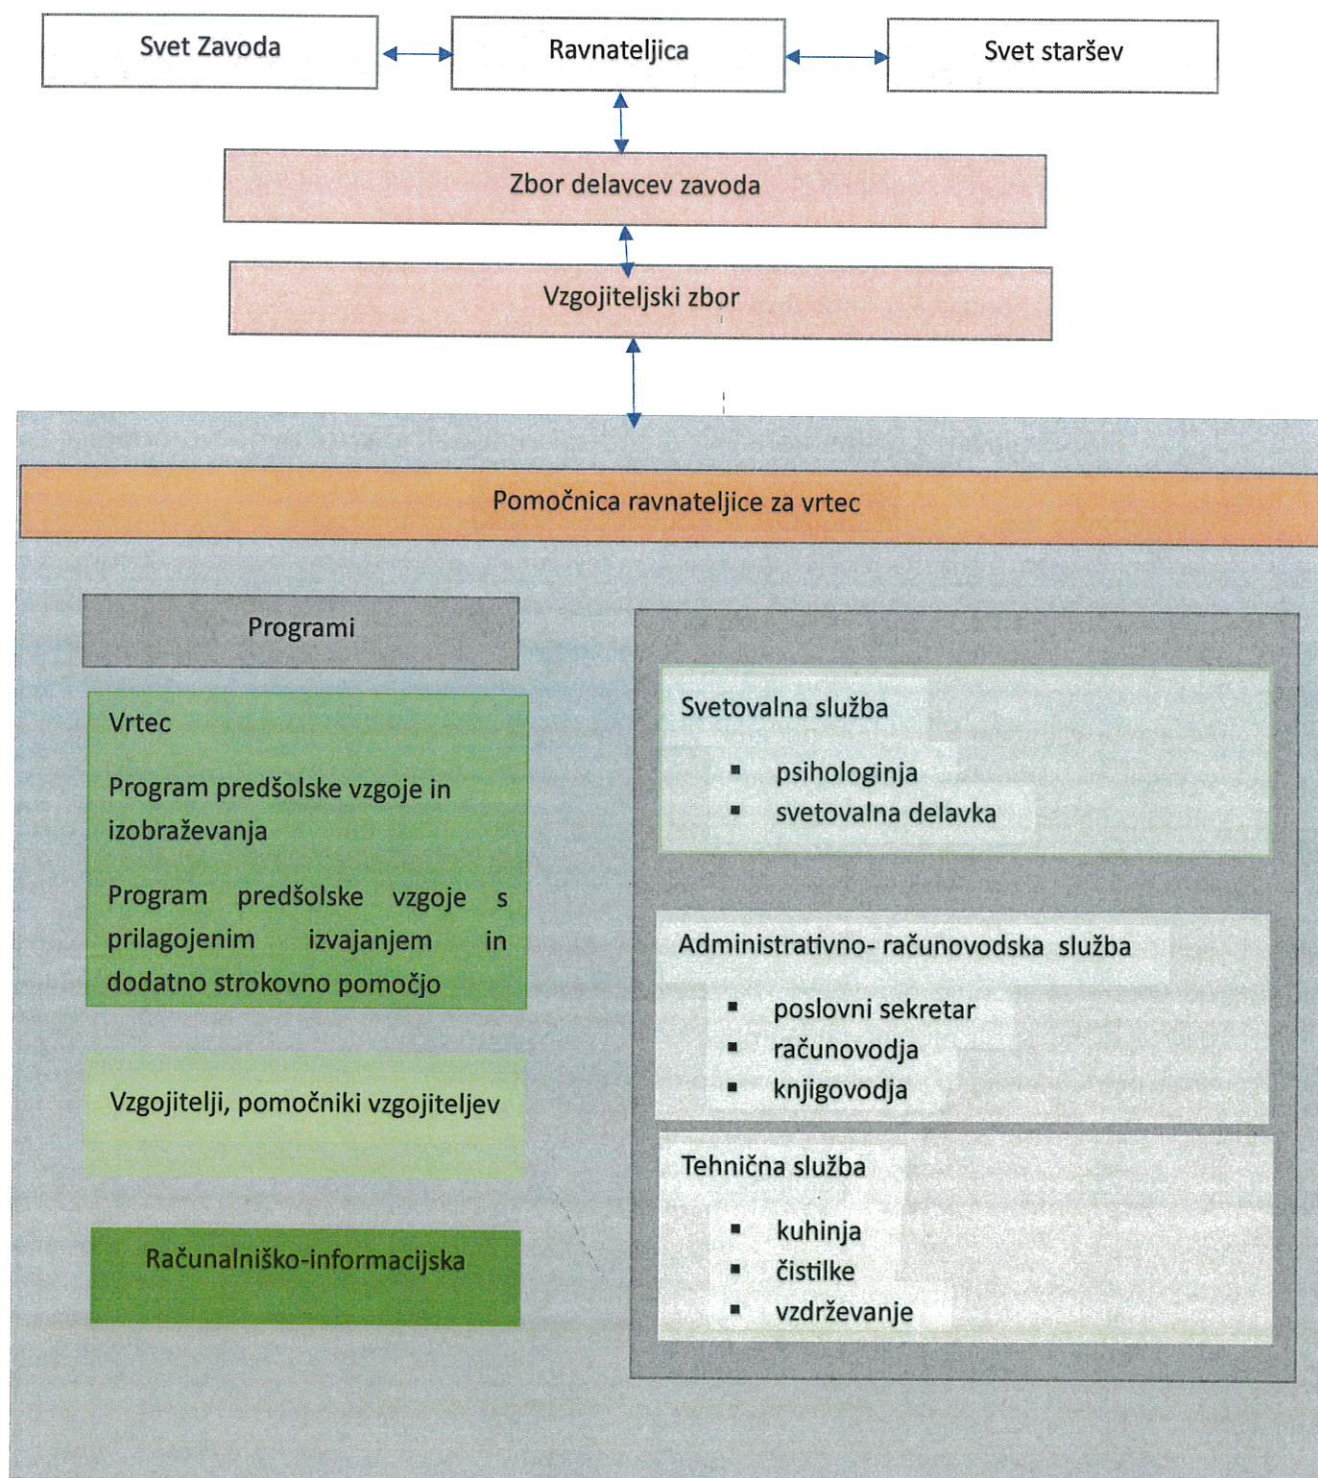 Svet Zavoda
Ravnateljica
Svet staršev
Zbor delavcev zavoda
Vzgojiteljski zbor
Pomočnica ravnateljice za vrtec
Programi
Vrtec
Program predšolske vzgoje in
izobraževanja
Program predšolske vzgoje s
prilagojenim izvajanjem in
dodatno strokovno pomočjo
Vzgojitelji, pomočniki vzgojiteljev
Računalniško-informacijska
Svetovalna služba
▪ psihologinja
▪ svetovalna delavka
Administrativno- računovodska služba
▪ poslovni sekretar
▪ računovodja
▪ knjigovodja
Tehnična služba
▪ kuhinja
▪ čistilke
▪ vzdrževanje